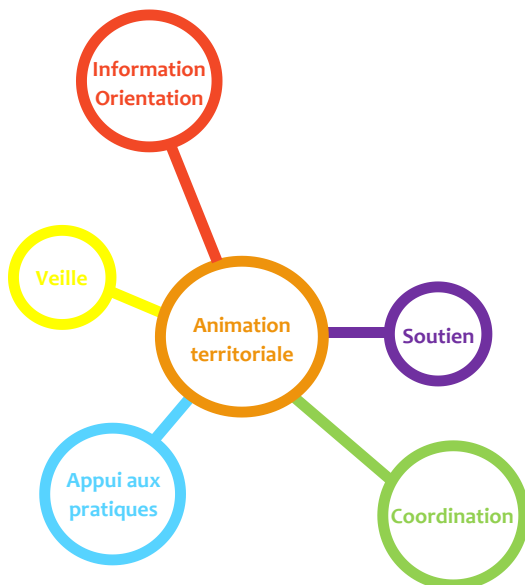 Information
Orientation
Veille
Animation
territoriale
Soutien
Appui aux
pratiques
Coordination